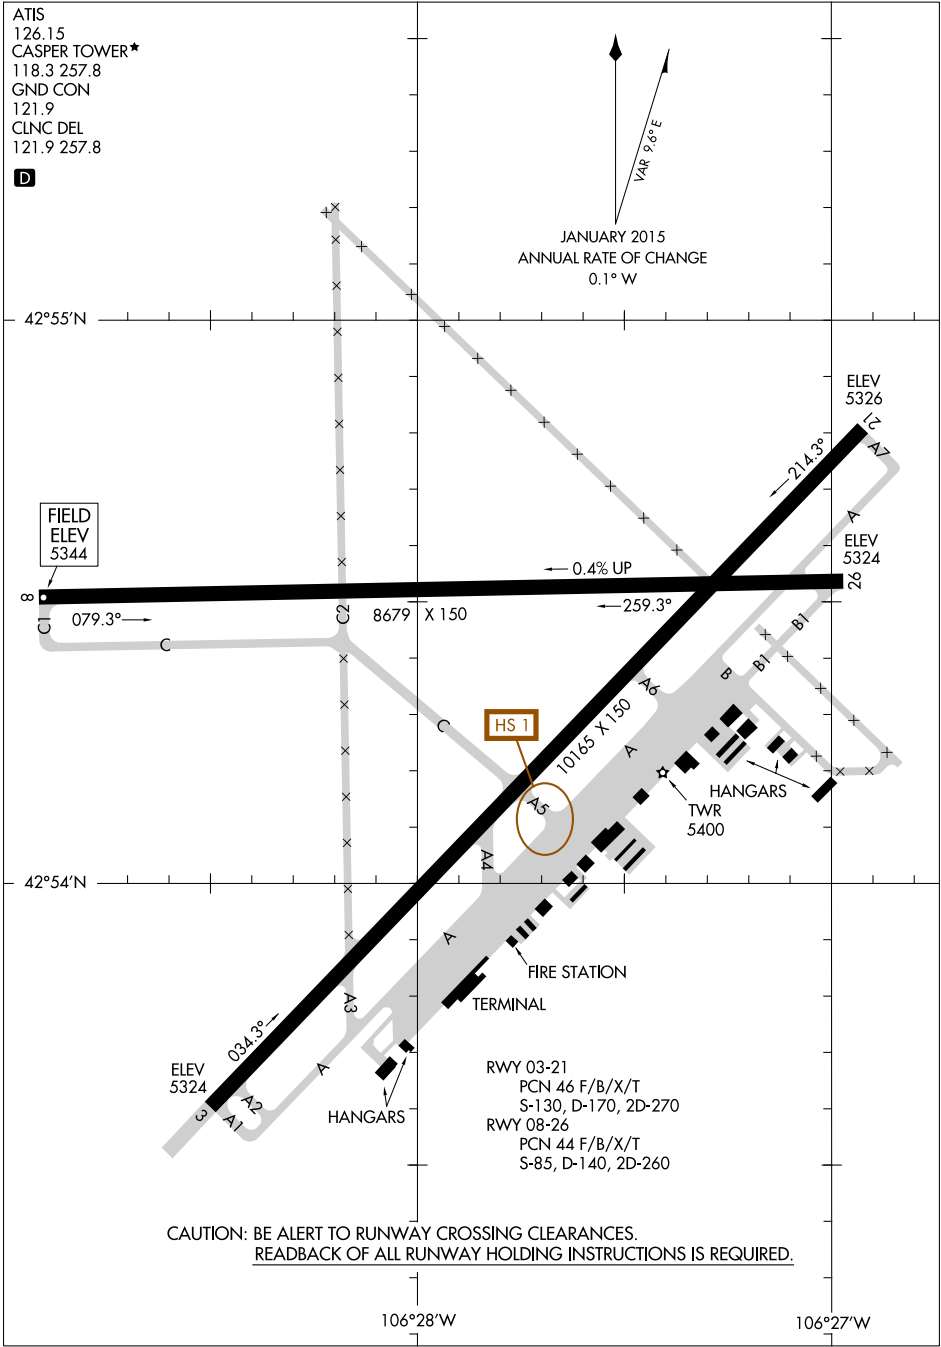 ATIS
126.15
CASPER TOWER★
118.3 257.8
GND CON
121.9
CLNC DEL
121.9 257.8
D
VAR 9.6° E
JANUARY 2015
ANNUAL RATE OF CHANGE
0.1° W
42°55'N
ELEV
5326
21
A7
214.3°
A
FIELD
ELEV
5344
ELEV
5324
26
0.4% UP
8
079.3°
259.3°
8679 X 150
C1
C2
C
B1
B1
B
A6
C
HS 1
10165 X 150
A
A5
HANGARS
TWR
5400
A4
42°54'N
A
FIRE STATION
TERMINAL
A3
034.3°
A
ELEV
5324
3
A2
A1
HANGARS
RWY 03-21
PCN 46 F/B/X/T
S-130, D-170, 2D-270
RWY 08-26
PCN 44 F/B/X/T
S-85, D-140, 2D-260
CAUTION: BE ALERT TO RUNWAY CROSSING CLEARANCES.
READBACK OF ALL RUNWAY HOLDING INSTRUCTIONS IS REQUIRED.
106°28'W
106°27'W